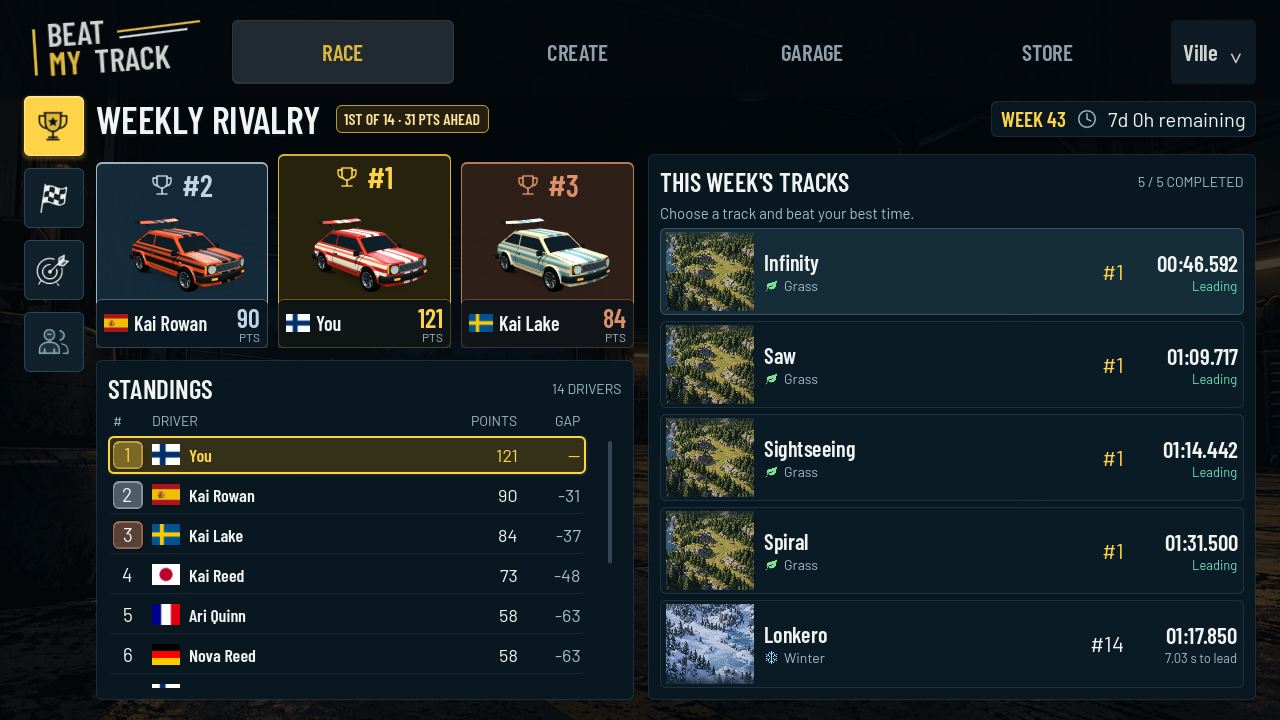 BEAT
MY TRACK
RACE
CREATE
GARAGE
STORE
Ville
WEEKLY RIVALRY
1ST OF 14 · 31 PTS AHEAD
WEEK 43
7d 0h remaining
#2
Kai Rowan
90
PTS
#1
You
121
PTS
#3
Kai Lake
84
PTS
STANDINGS
14 DRIVERS
# DRIVER POINTS GAP
1 You 121 —
2 Kai Rowan 90 -31
3 Kai Lake 84 -37
4 Kai Reed 73 -48
5 Ari Quinn 58 -63
6 Nova Reed 58 -63
THIS WEEK'S TRACKS
5 / 5 COMPLETED
Choose a track and beat your best time.
Infinity
Grass
#1
00:46.592
Leading
Saw
Grass
#1
01:09.717
Leading
Sightseeing
Grass
#1
01:14.442
Leading
Spiral
Grass
#1
01:31.500
Leading
Lonkero
Winter
#14
01:17.850
7.03 s to lead